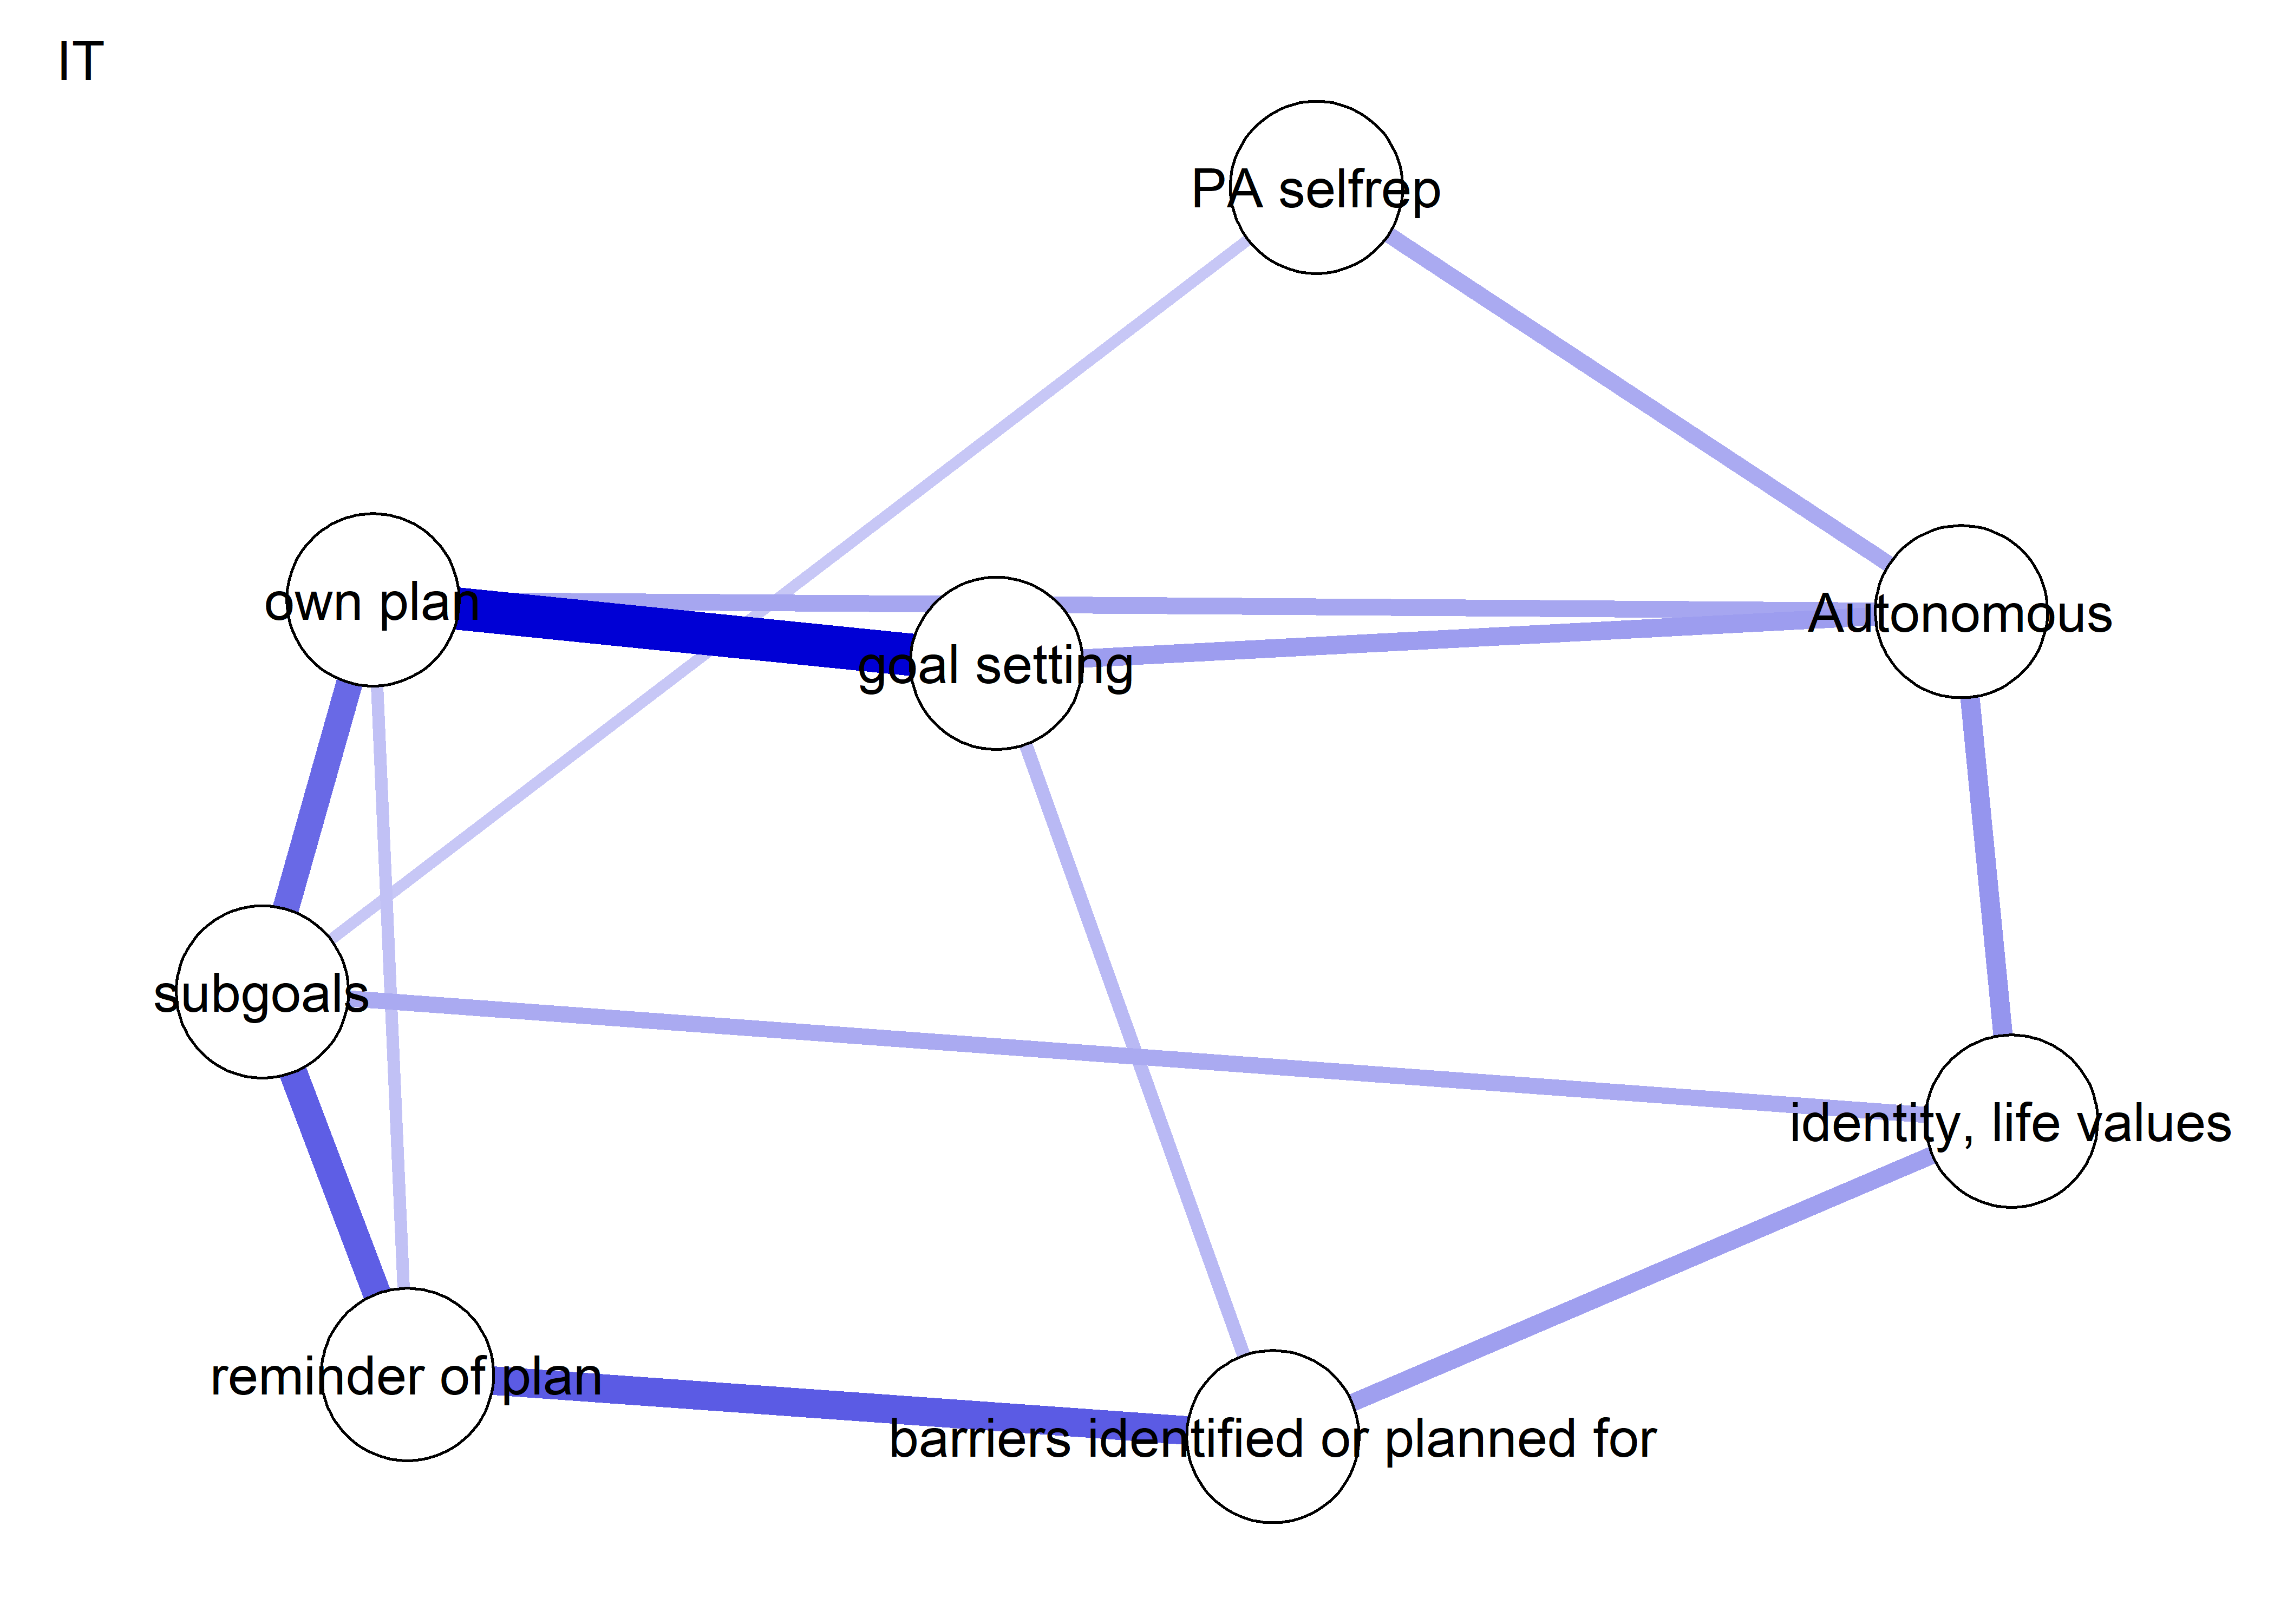 IT
PA selfrep
own plan
Autonomous
goal setting
subgoals
identity, life values
reminder of plan
barriers identified or planned for